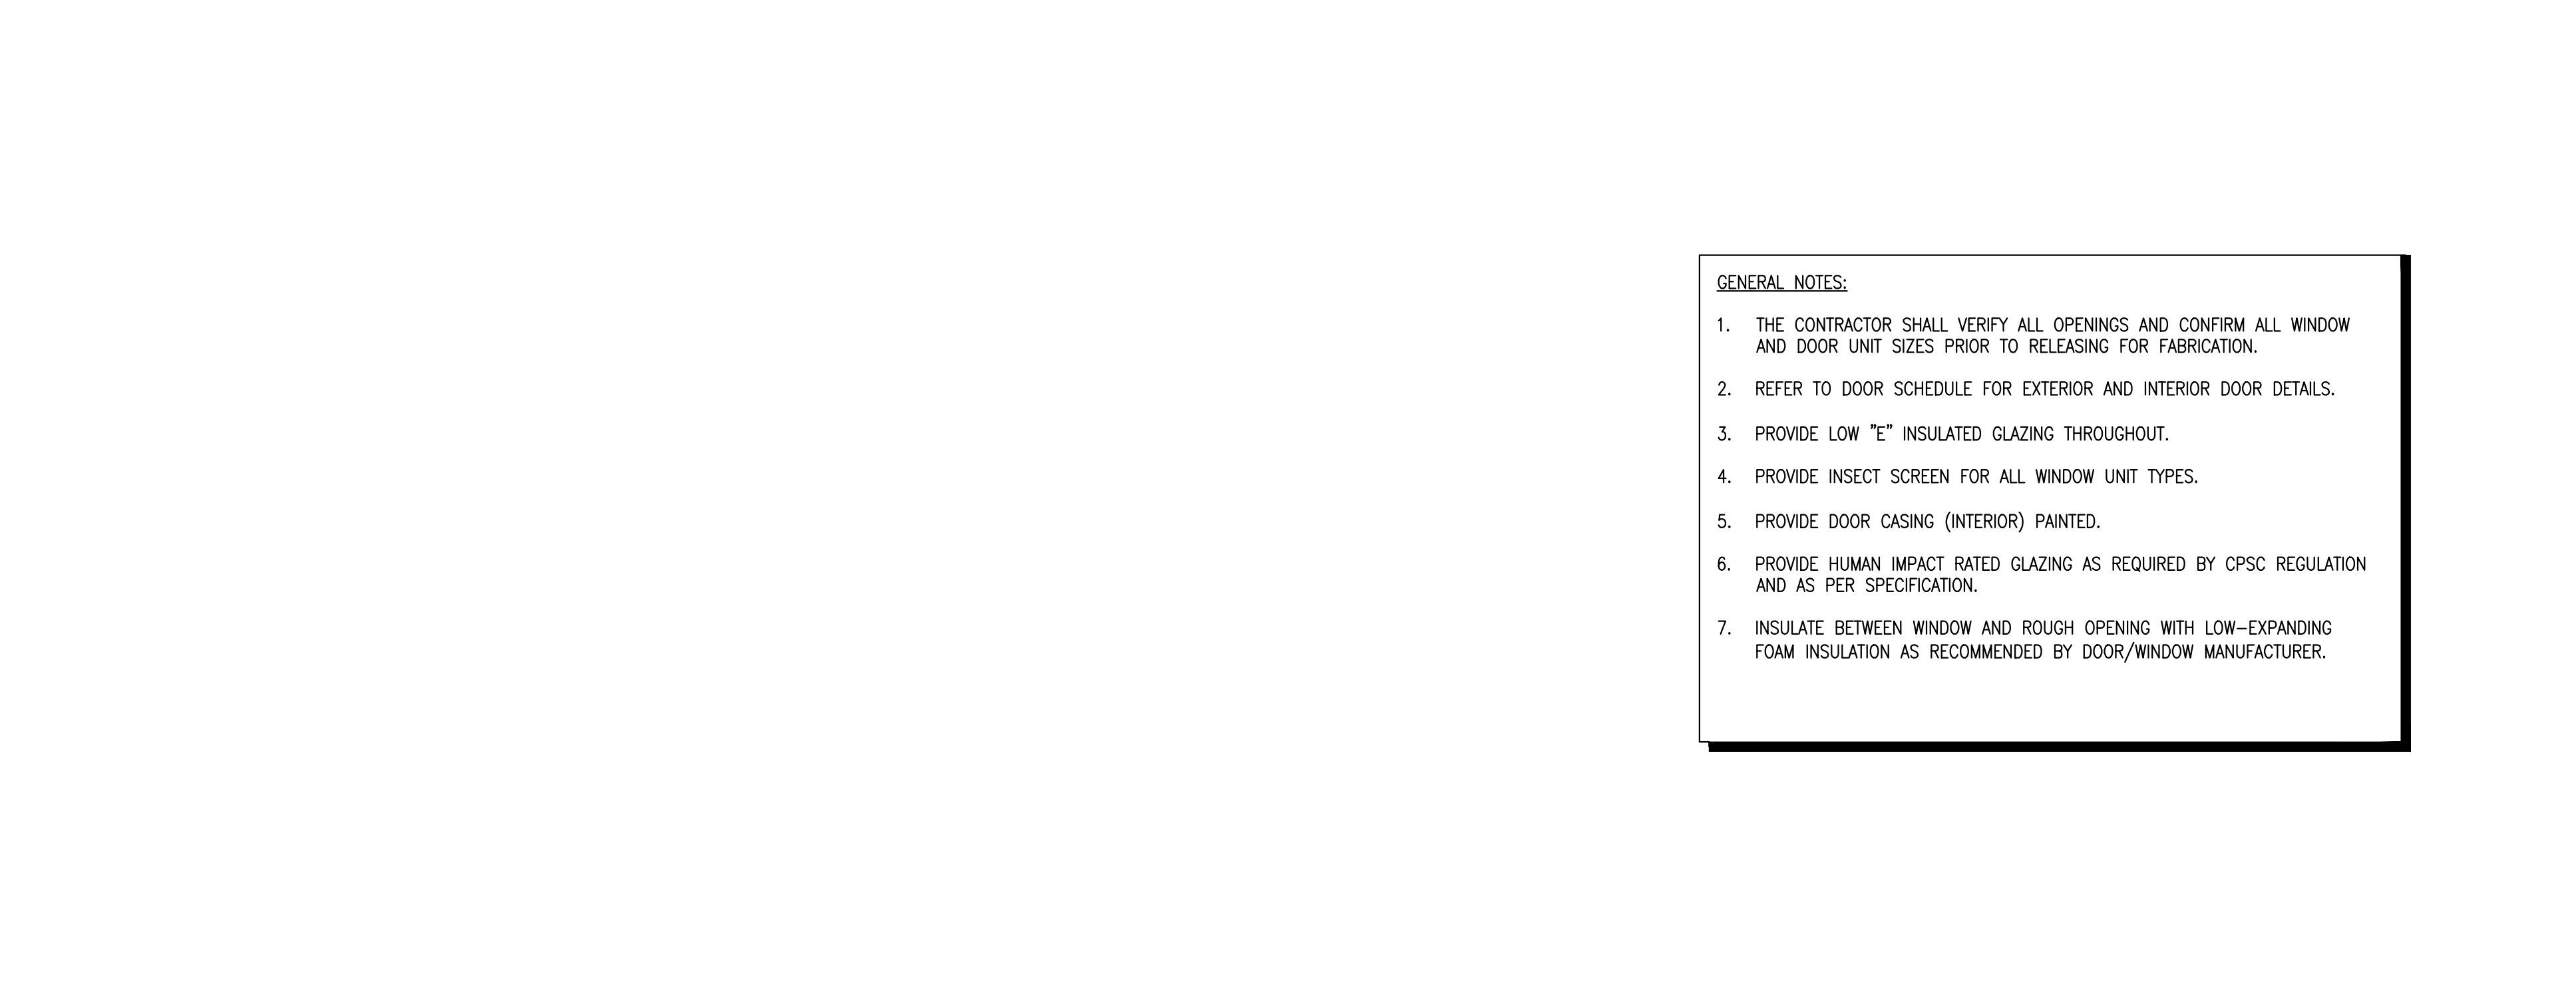 GENERAL NOTES:
1. THE CONTRACTOR SHALL VERIFY ALL OPENINGS AND CONFIRM ALL WINDOW
AND DOOR UNIT SIZES PRIOR TO RELEASING FOR FABRICATION.
2. REFER TO DOOR SCHEDULE FOR EXTERIOR AND INTERIOR DOOR DETAILS.
3. PROVIDE LOW "E" INSULATED GLAZING THROUGHOUT.
4. PROVIDE INSECT SCREEN FOR ALL WINDOW UNIT TYPES.
5. PROVIDE DOOR CASING (INTERIOR) PAINTED.
6. PROVIDE HUMAN IMPACT RATED GLAZING AS REQUIRED BY CPSC REGULATION
AND AS PER SPECIFICATION.
7. INSULATE BETWEEN WINDOW AND ROUGH OPENING WITH LOW-EXPANDING
FOAM INSULATION AS RECOMMENDED BY DOOR/WINDOW MANUFACTURER.